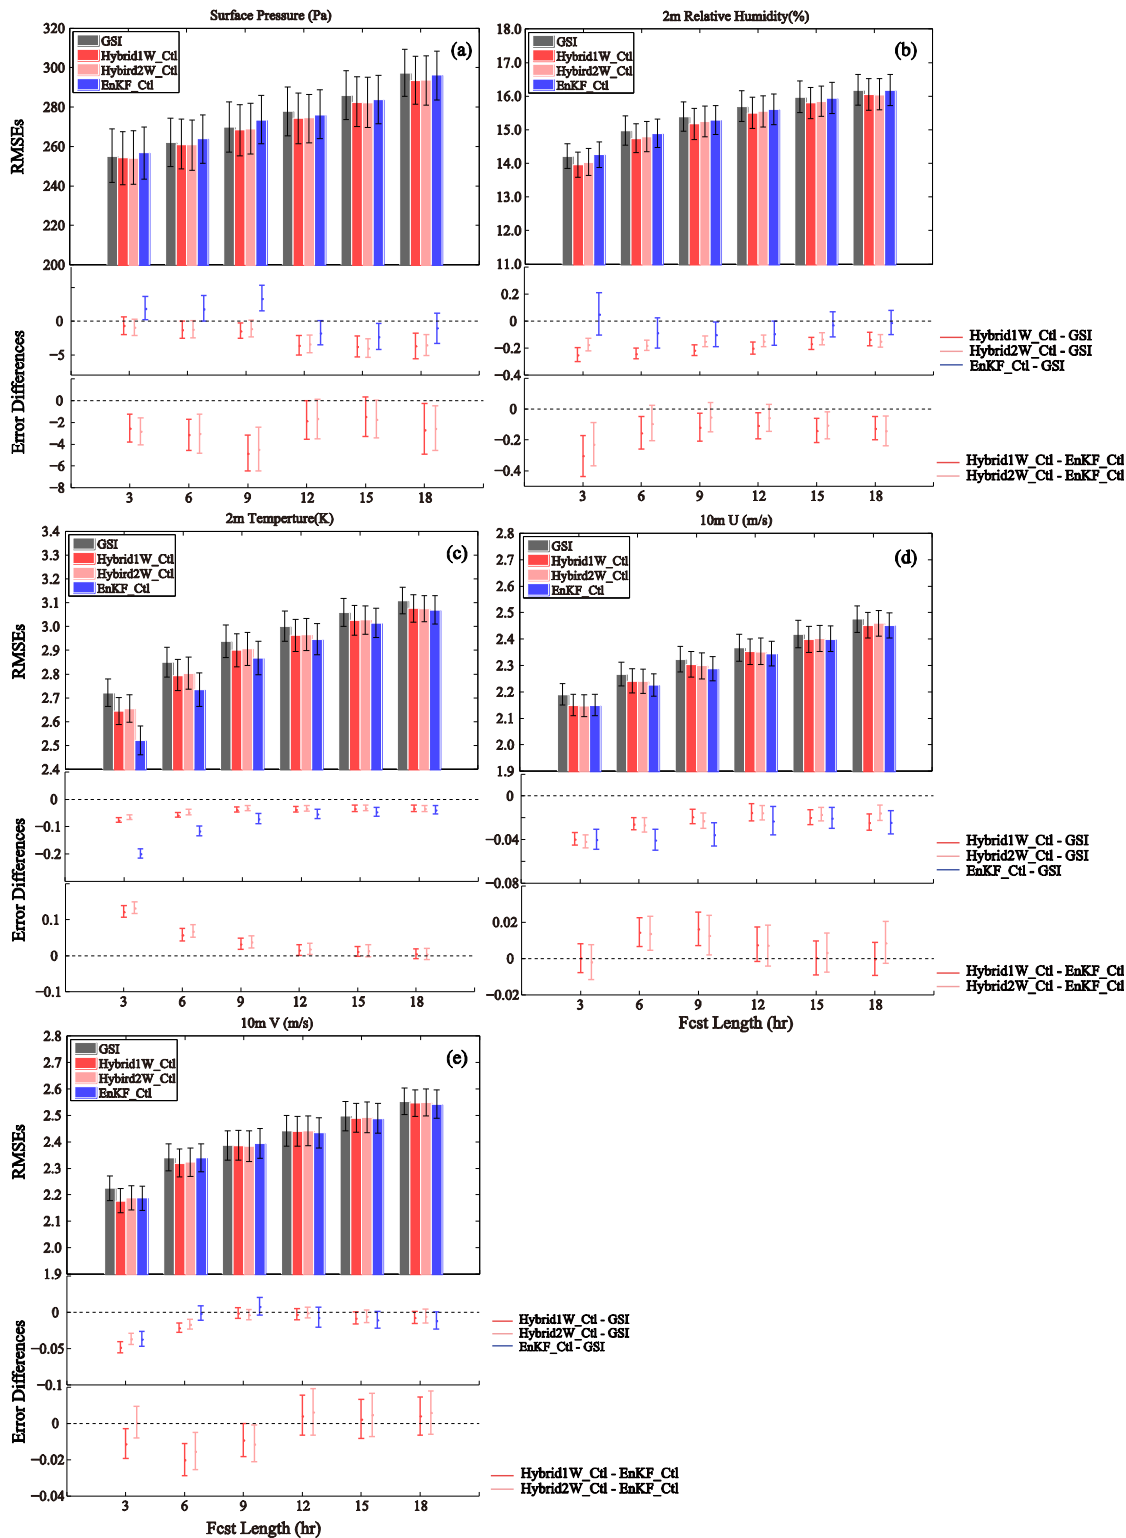 Surface Pressure (Pa)
(a)
GSI
Hybrid1W_Ctl
Hybird2W_Ctl
EnKF_Ctl
RMSEs
320
300
280
260
240
220
200
Error Differences
0
−5
0
−2
−4
−6
−8
3 6 9 12 15 18
2m Relative Humidity(%)
(b)
GSI
Hybrid1W_Ctl
Hybird2W_Ctl
EnKF_Ctl
18.0
17.0
16.0
15.0
14.0
13.0
12.0
11.0
0.2
0
−0.2
−0.4
0
−0.2
−0.4
3 6 9 12 15 18
Hybrid1W_Ctl - GSI
Hybrid2W_Ctl - GSI
EnKF_Ctl - GSI
Hybrid1W_Ctl - EnKF_Ctl
Hybrid2W_Ctl - EnKF_Ctl
2m Temperture(K)
(c)
GSI
Hybrid1W_Ctl
Hybird2W_Ctl
EnKF_Ctl
RMSEs
3.4
3.3
3.2
3.1
3.0
2.9
2.8
2.7
2.6
2.5
2.4
Error Differences
0
−0.1
−0.2
0.1
0
−0.1
3 6 9 12 15 18
10m U (m/s)
(d)
GSI
Hybrid1W_Ctl
Hybird2W_Ctl
EnKF_Ctl
2.8
2.7
2.6
2.5
2.4
2.3
2.2
2.1
2.0
1.9
0
−0.04
−0.08
0.02
0
−0.02
3 6 9 12 15 18
Fcst Length (hr)
Hybrid1W_Ctl - GSI
Hybrid2W_Ctl - GSI
EnKF_Ctl - GSI
Hybrid1W_Ctl - EnKF_Ctl
Hybrid2W_Ctl - EnKF_Ctl
10m V (m/s)
(e)
GSI
Hybrid1W_Ctl
Hybird2W_Ctl
EnKF_Ctl
RMSEs
2.8
2.7
2.6
2.5
2.4
2.3
2.2
2.1
2.0
1.9
Error Differences
0
−0.05
−0.1
0
−0.02
−0.04
3 6 9 12 15 18
Fcst Length (hr)
Hybrid1W_Ctl - GSI
Hybrid2W_Ctl - GSI
EnKF_Ctl - GSI
Hybrid1W_Ctl - EnKF_Ctl
Hybrid2W_Ctl - EnKF_Ctl